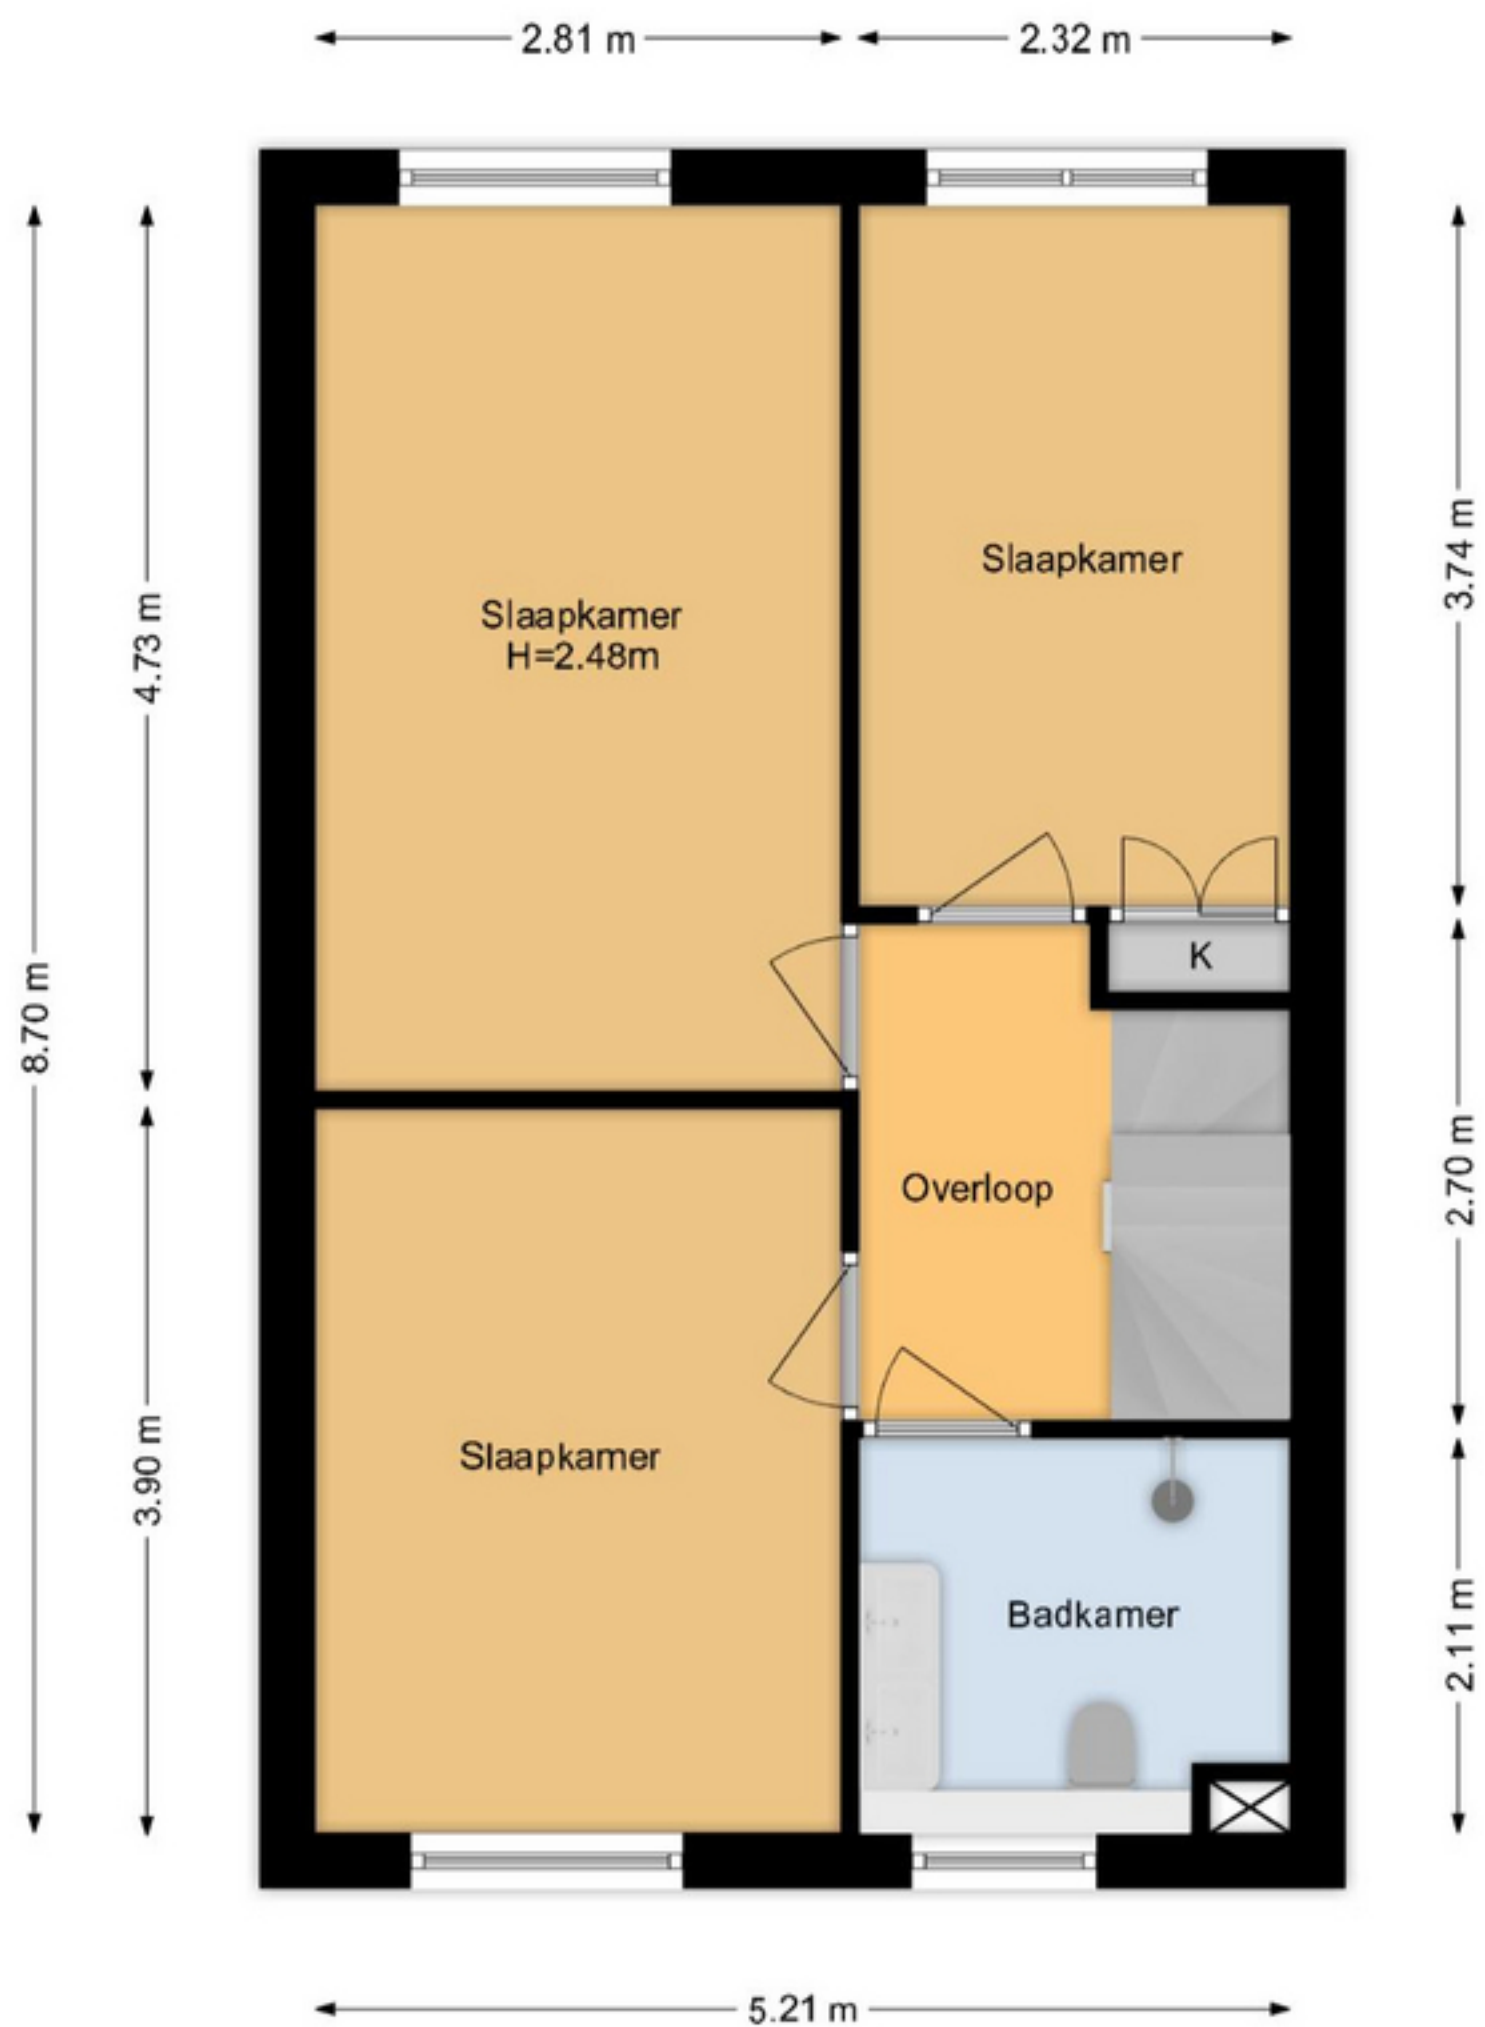 2.81 m
2.32 m
Slaapkamer
Slaapkamer
H=2.48m
3.74 m
4.73 m
8.70 m
K
Overloop
2.70 m
Slaapkamer
3.90 m
Badkamer
2.11 m
5.21 m